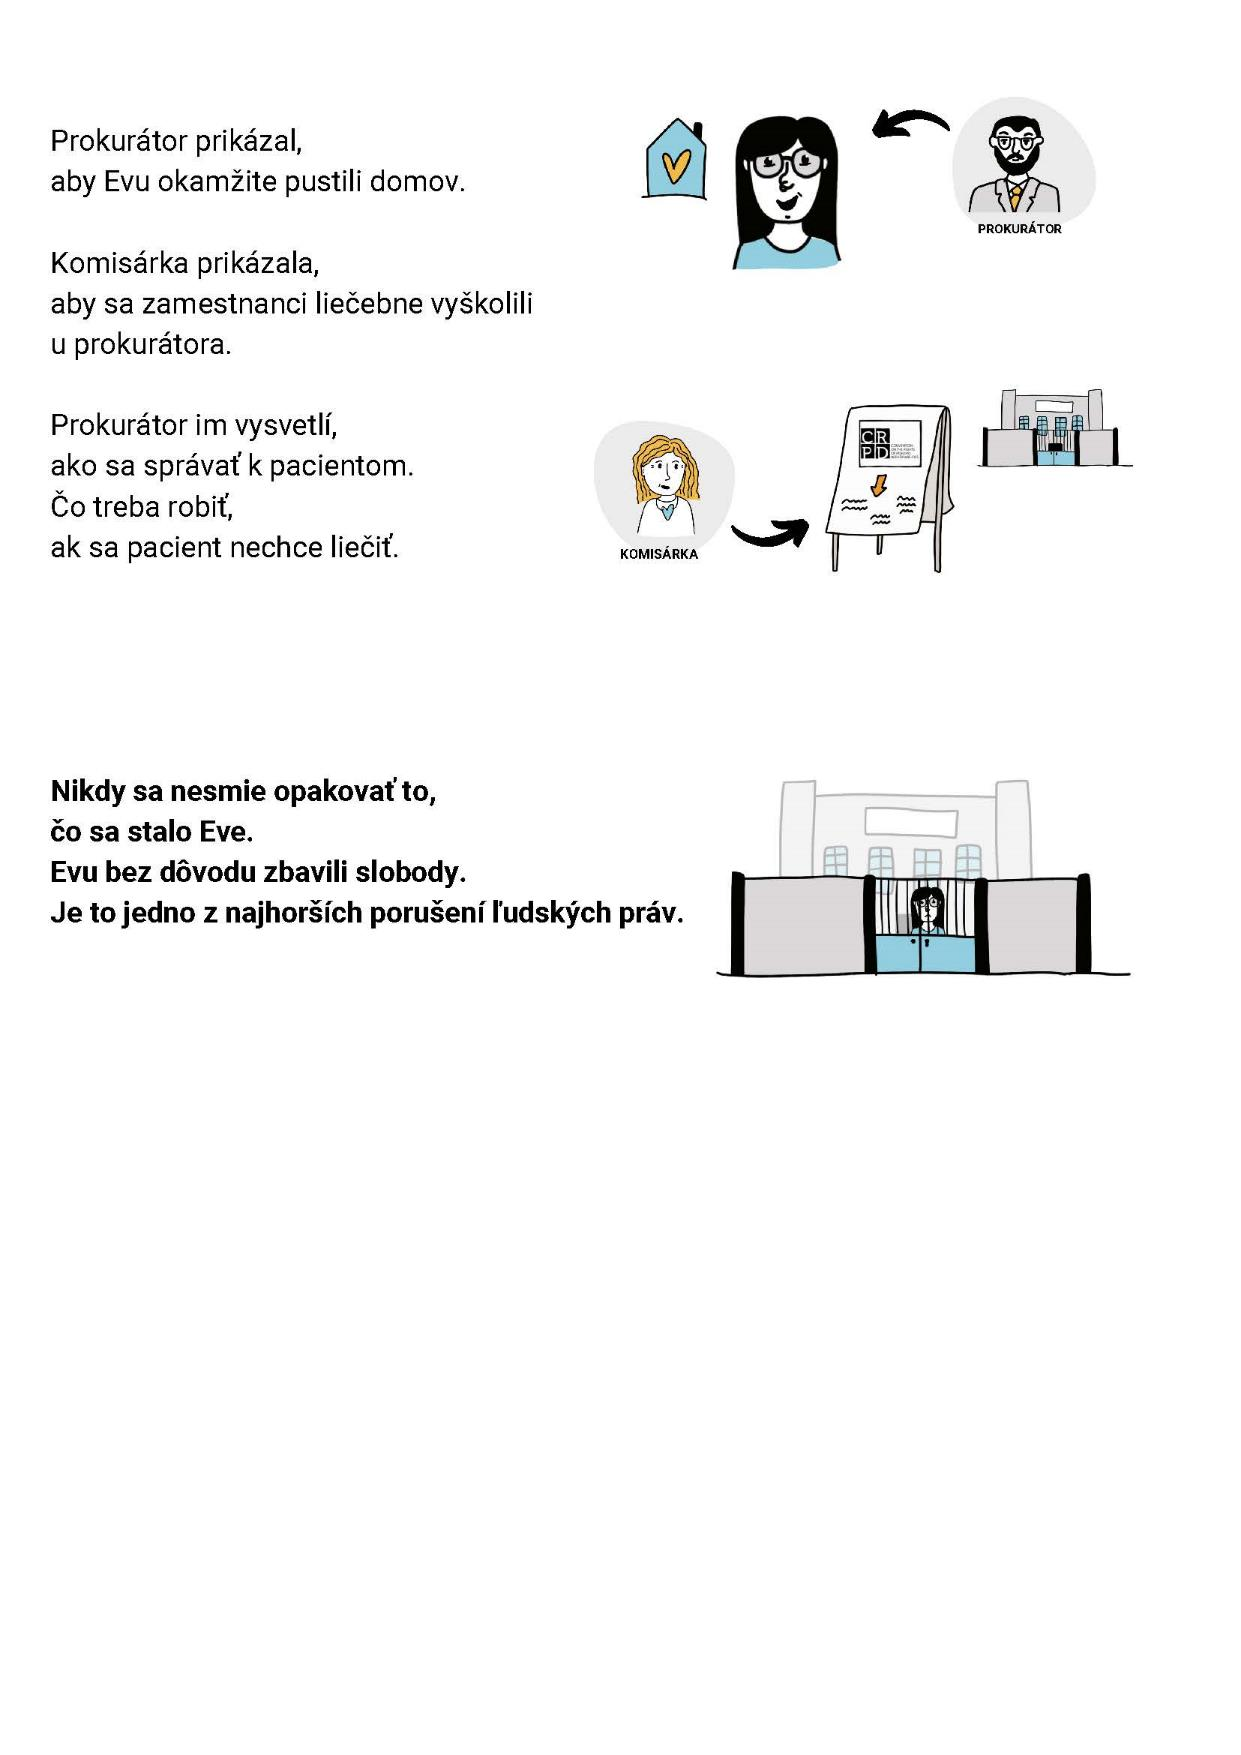 Prokurátor prikázal,
aby Evu okamžite pustili domov.
PROKURÁTOR
Komisárka prikázala,
aby sa zamestnanci liečebne vyškolili
u prokurátora.
Prokurátor im vysvetlí,
ako sa správať k pacientom.
Čo treba robiť,
ak sa pacient nechce liečiť.
KOMISÁRKA
CR
PD
Nikdy sa nesmie opakovať to,
čo sa stalo Eve.
Evu bez dôvodu zbavili slobody.
Je to jedno z najhorších porušení ľudských práv.